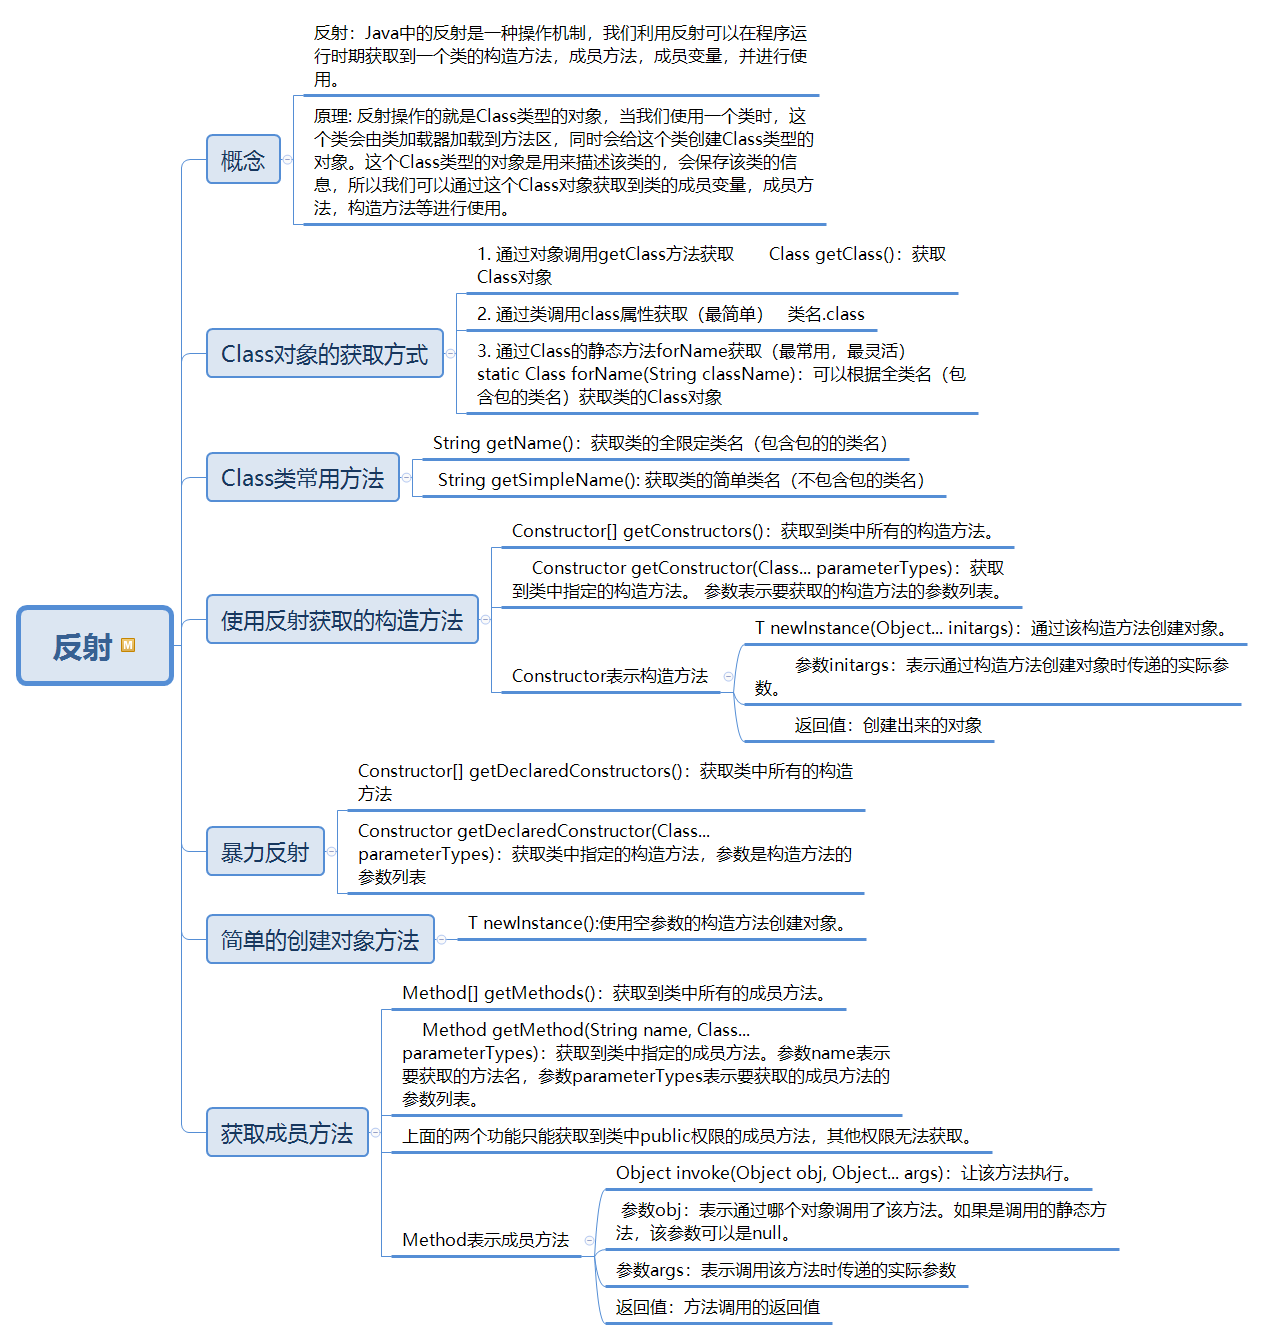 反射：Java中的反射是一种操作机制，我们利用反射可以在程序运
行时期获取到一个类的构造方法，成员方法，成员变量，并进行使
用。
原理: 反射操作的就是Class类型的对象，当我们使用一个类时，这
个类会由类加载器加载到方法区，同时会给这个类创建Class类型的
对象。这个Class类型的对象是用来描述该类的，会保存该类的信
息，所以我们可以通过这个Class对象获取到类的成员变量，成员方
法，构造方法等进行使用。
概念
1. 通过对象调用getClass方法获取 Class getClass()：获取
Class对象
2. 通过类调用class属性获取（最简单） 类名.class
3. 通过Class的静态方法forName获取（最常用，最灵活）
static Class forName(String className)：可以根据全类名（包
含包的类名）获取类的Class对象
Class对象的获取方式
String getName()：获取类的全限定类名（包含包的的类名）
String getSimpleName(): 获取类的简单类名（不包含包的类名）
Class类常用方法
Constructor[] getConstructors()：获取到类中所有的构造方法。
Constructor getConstructor(Class... parameterTypes)：获取
到类中指定的构造方法。 参数表示要获取的构造方法的参数列表。
使用反射获取的构造方法
Constructor表示构造方法
T newInstance(Object... initargs)：通过该构造方法创建对象。
参数initargs：表示通过构造方法创建对象时传递的实际参
数。
返回值：创建出来的对象
反射
M
Constructor[] getDeclaredConstructors()：获取类中所有的构造
方法
Constructor getDeclaredConstructor(Class...
parameterTypes)：获取类中指定的构造方法，参数是构造方法的
参数列表
暴力反射
简单的创建对象方法
T newInstance():使用空参数的构造方法创建对象。
Method[] getMethods()：获取到类中所有的成员方法。
Method getMethod(String name, Class...
parameterTypes)：获取到类中指定的成员方法。参数name表示
要获取的方法名，参数parameterTypes表示要获取的成员方法的
参数列表。
获取成员方法
上面的两个功能只能获取到类中public权限的成员方法，其他权限无法获取。
Method表示成员方法
Object invoke(Object obj, Object... args)：让该方法执行。
参数obj：表示通过哪个对象调用了该方法。如果是调用的静态方
法，该参数可以是null。
参数args：表示调用该方法时传递的实际参数
返回值：方法调用的返回值